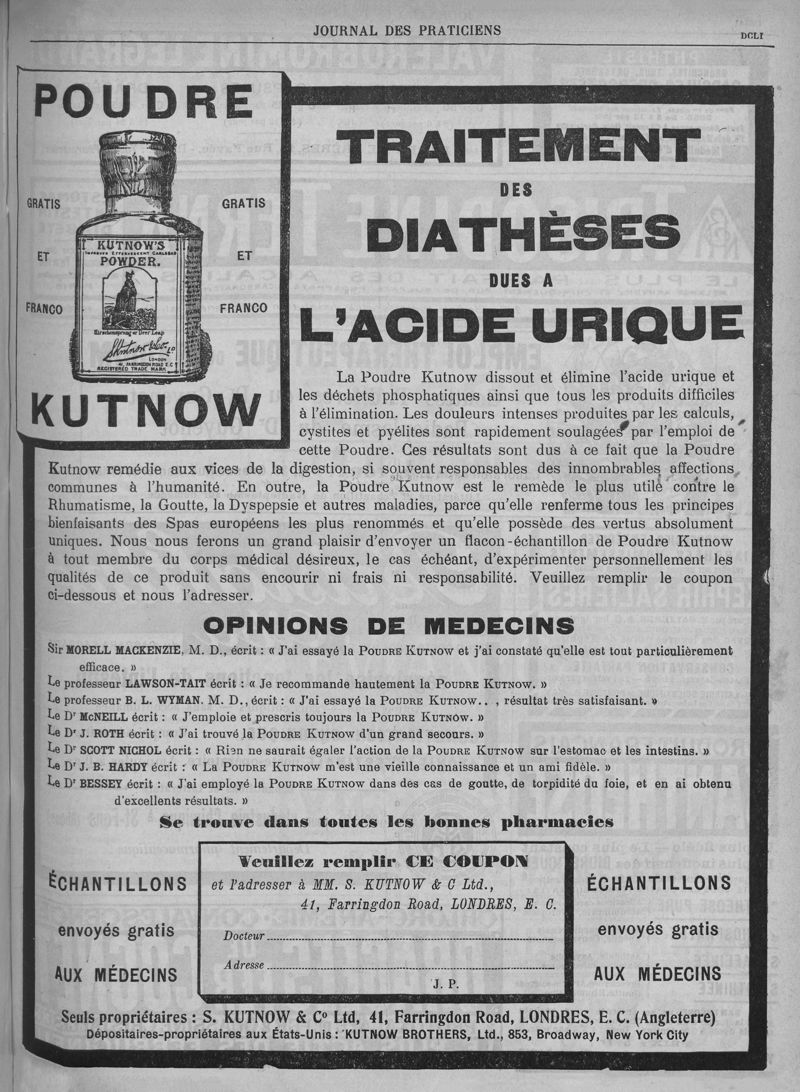 JOURNAL DES PRATICIENS
DCLI
POUDRE
GRATIS
ET
FRANCO
KUTNOW'S
IMPROVED EFFERVESCENT CARLSBAD
POWDER.
Hirschensprung or Deer Leap
S. Kutnow & Co. Ld
LONDON
41, FARRINGDON ROAD E.C
REGISTERED TRADE MARK
GRATIS
ET
FRANCO
KUTNOW
TRAITEMENT
DES
DIATHÈSES
DUES A
L'ACIDE URIQUE
La Poudre Kutnow dissout et élimine l'acide urique et
les déchets phosphatiques ainsi que tous les produits difficiles
à l'élimination. Les douleurs intenses produites par les calculs,
cystites et pyélites sont rapidement soulagées par l'emploi de
cette Poudre. Ces résultats sont dus à ce fait que la Poudre
Kutnow remédie aux vices de la digestion, si souvent responsables des innombrables affections
communes à l'humanité. En outre, la Poudre Kutnow est le remède le plus utile contre le
Rhumatisme, la Goutte, la Dyspepsie et autres maladies, parce qu'elle renferme tous les principes
bienfaisants des Spas européens les plus renommés et qu'elle possède des vertus absolument
uniques. Nous nous ferons un grand plaisir d'envoyer un flacon-échantillon de Poudre Kutnow
à tout membre du corps médical désireux, le cas échéant, d'expérimenter personnellement les
qualités de ce produit sans encourir ni frais ni responsabilité. Veuillez remplir le coupon
ci-dessous et nous l'adresser.
OPINIONS DE MEDECINS
Sir MORELL MACKENZIE, M. D., écrit : « J'ai essayé la POUDRE KUTNOW et j'ai constaté qu'elle est tout particulièrement
efficace. »
Le professeur LAWSON-TAIT écrit : « Je recommande hautement la POUDRE KUTNOW. »
Le professeur B. L. WYMAN. M. D., écrit : « J'ai essayé la POUDRE KUTNOW.. , résultat très satisfaisant. »
Le Dr McNEILL écrit : « J'emploie et prescris toujours la POUDRE KUTNOW. »
Le Dr J. ROTH écrit : « J'ai trouvé la POUDRE KUTNOW d'un grand secours. »
Le Dr SCOTT NICHOL écrit : « Rien ne saurait égaler l'action de la POUDRE KUTNOW sur l'estomac et les intestins. »
Le Dr J. B. HARDY écrit : « La POUDRE KUTNOW m'est une vieille connaissance et un ami fidèle. »
Le Dr BESSEY écrit : « J'ai employé la POUDRE KUTNOW dans des cas de goutte, de torpidité du foie, et en ai obtenu
d'excellents résultats. »
Se trouve dans toutes les bonnes pharmacies
ÉCHANTILLONS
envoyés gratis
AUX MÉDECINS
Veuillez remplir CE COUPON
et l'adresser à MM. S. KUTNOW & C Ltd.,
41, Farringdon Road, LONDRES, E. C.
Docteur
Adresse
J. P.
ÉCHANTILLONS
envoyés gratis
AUX MÉDECINS
Seuls propriétaires : S. KUTNOW & Co Ltd, 41, Farringdon Road, LONDRES, E. C. (Angleterre)
Dépositaires-propriétaires aux États-Unis : KUTNOW BROTHERS, Ltd., 853, Broadway, New York City